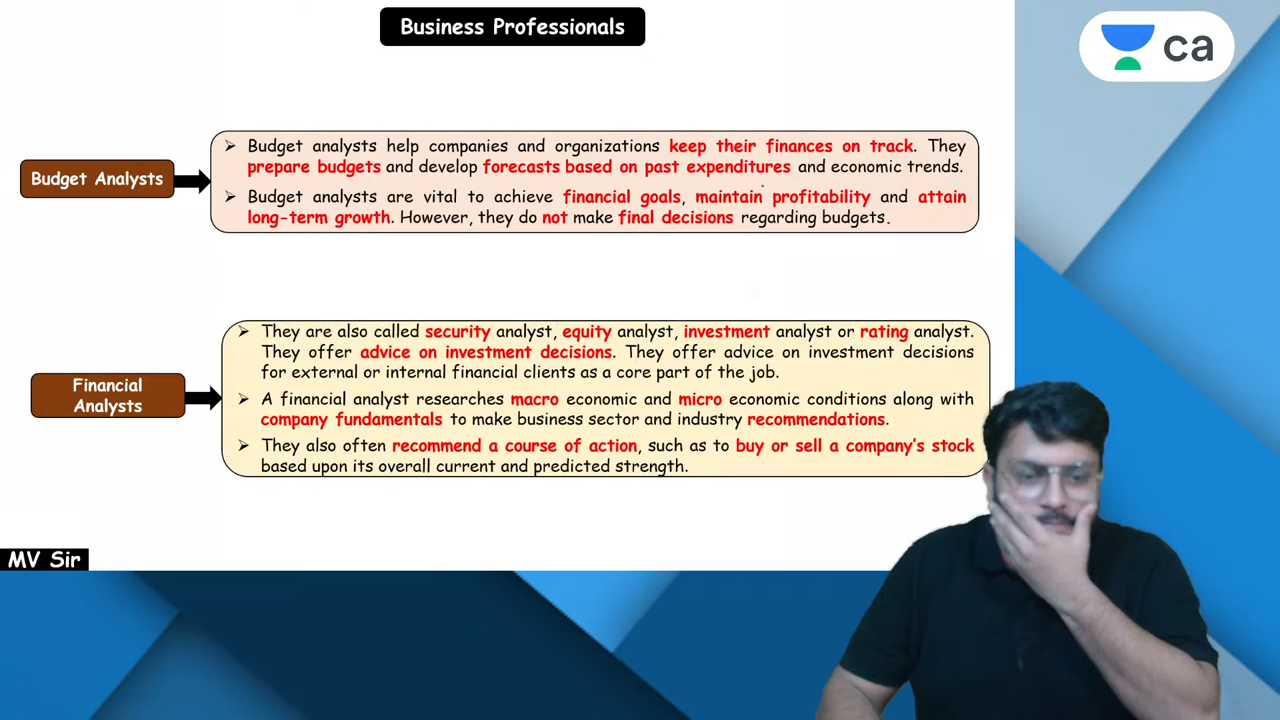 Business Professionals
ca
Budget Analysts
➢ Budget analysts help companies and organizations keep their finances on track. They
prepare budgets and develop forecasts based on past expenditures and economic trends.
➢ Budget analysts are vital to achieve financial goals, maintain profitability and attain
long-term growth. However, they do not make final decisions regarding budgets.
Financial
Analysts
➢ They are also called security analyst, equity analyst, investment analyst or rating analyst.
They offer advice on investment decisions. They offer advice on investment decisions
for external or internal financial clients as a core part of the job.
➢ A financial analyst researches macro economic and micro economic conditions along with
company fundamentals to make business sector and industry recommendations.
➢ They also often recommend a course of action, such as to buy or sell a company's stock
based upon its overall current and predicted strength.
MV Sir